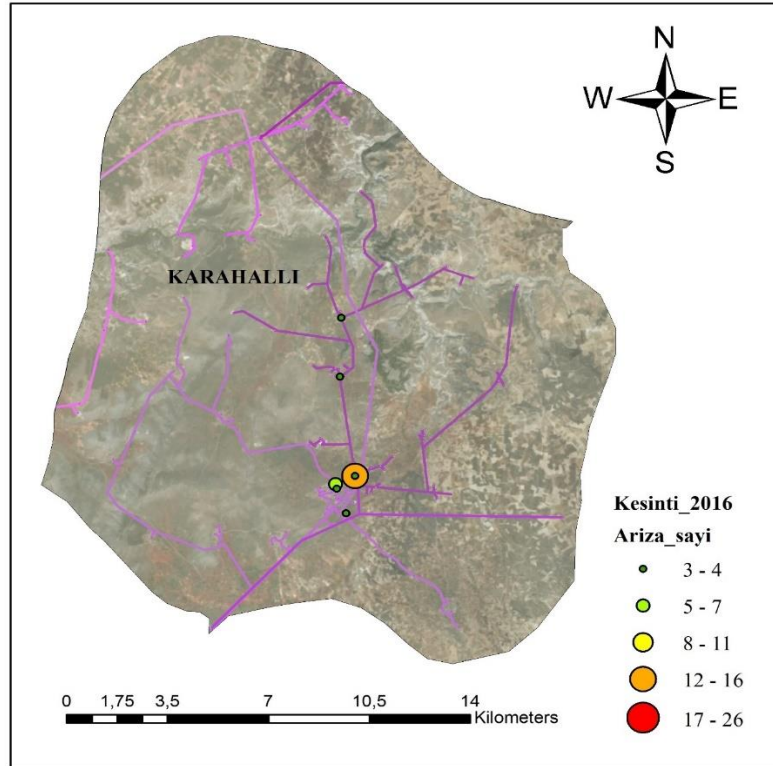 N
W E
S
KARAHALLI
Kesinti_2016
Ariza_sayi
3 - 4
5 - 7
8 - 11
12 - 16
17 - 26
0 1,75 3,5 7 10,5 14
Kilometers